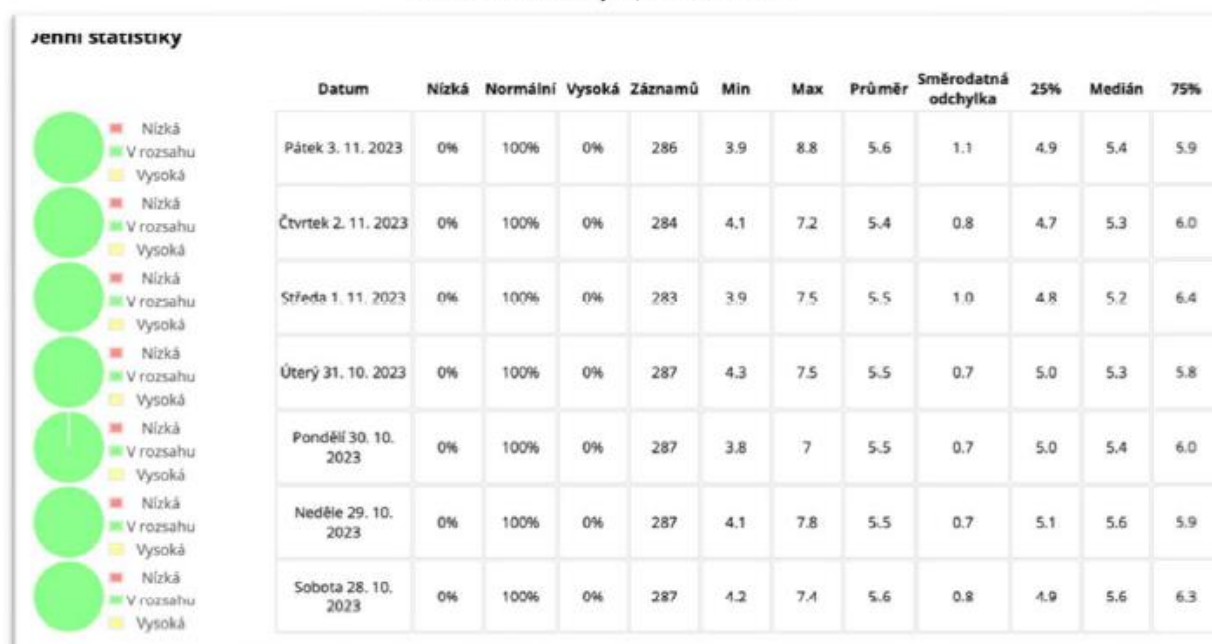 Jenní statistiky
Datum Nízká Normální Vysoká Záznamů Min Max Průměr Směrodatná odchylka 25% Medián 75%
Nízká
V rozsahu
Vysoká
Pátek 3. 11. 2023 0% 100% 0% 286 3.9 8.8 5.6 1.1 4.9 5.4 5.9
Nízká
V rozsahu
Vysoká
Čtvrtek 2. 11. 2023 0% 100% 0% 284 4.1 7.2 5.4 0.8 4.7 5.3 6.0
Nízká
V rozsahu
Vysoká
Středa 1. 11. 2023 0% 100% 0% 283 3.9 7.5 5.5 1.0 4.8 5.2 6.4
Nízká
V rozsahu
Vysoká
Úterý 31. 10. 2023 0% 100% 0% 287 4.3 7.5 5.5 0.7 5.0 5.3 5.8
Nízká
V rozsahu
Vysoká
Pondělí 30. 10.
2023 0% 100% 0% 287 3.8 7 5.5 0.7 5.0 5.4 6.0
Nízká
V rozsahu
Vysoká
Neděle 29. 10.
2023 0% 100% 0% 287 4.1 7.8 5.5 0.7 5.1 5.6 5.9
Nízká
V rozsahu
Vysoká
Sobota 28. 10.
2023 0% 100% 0% 287 4.2 7.4 5.6 0.8 4.9 5.6 6.3